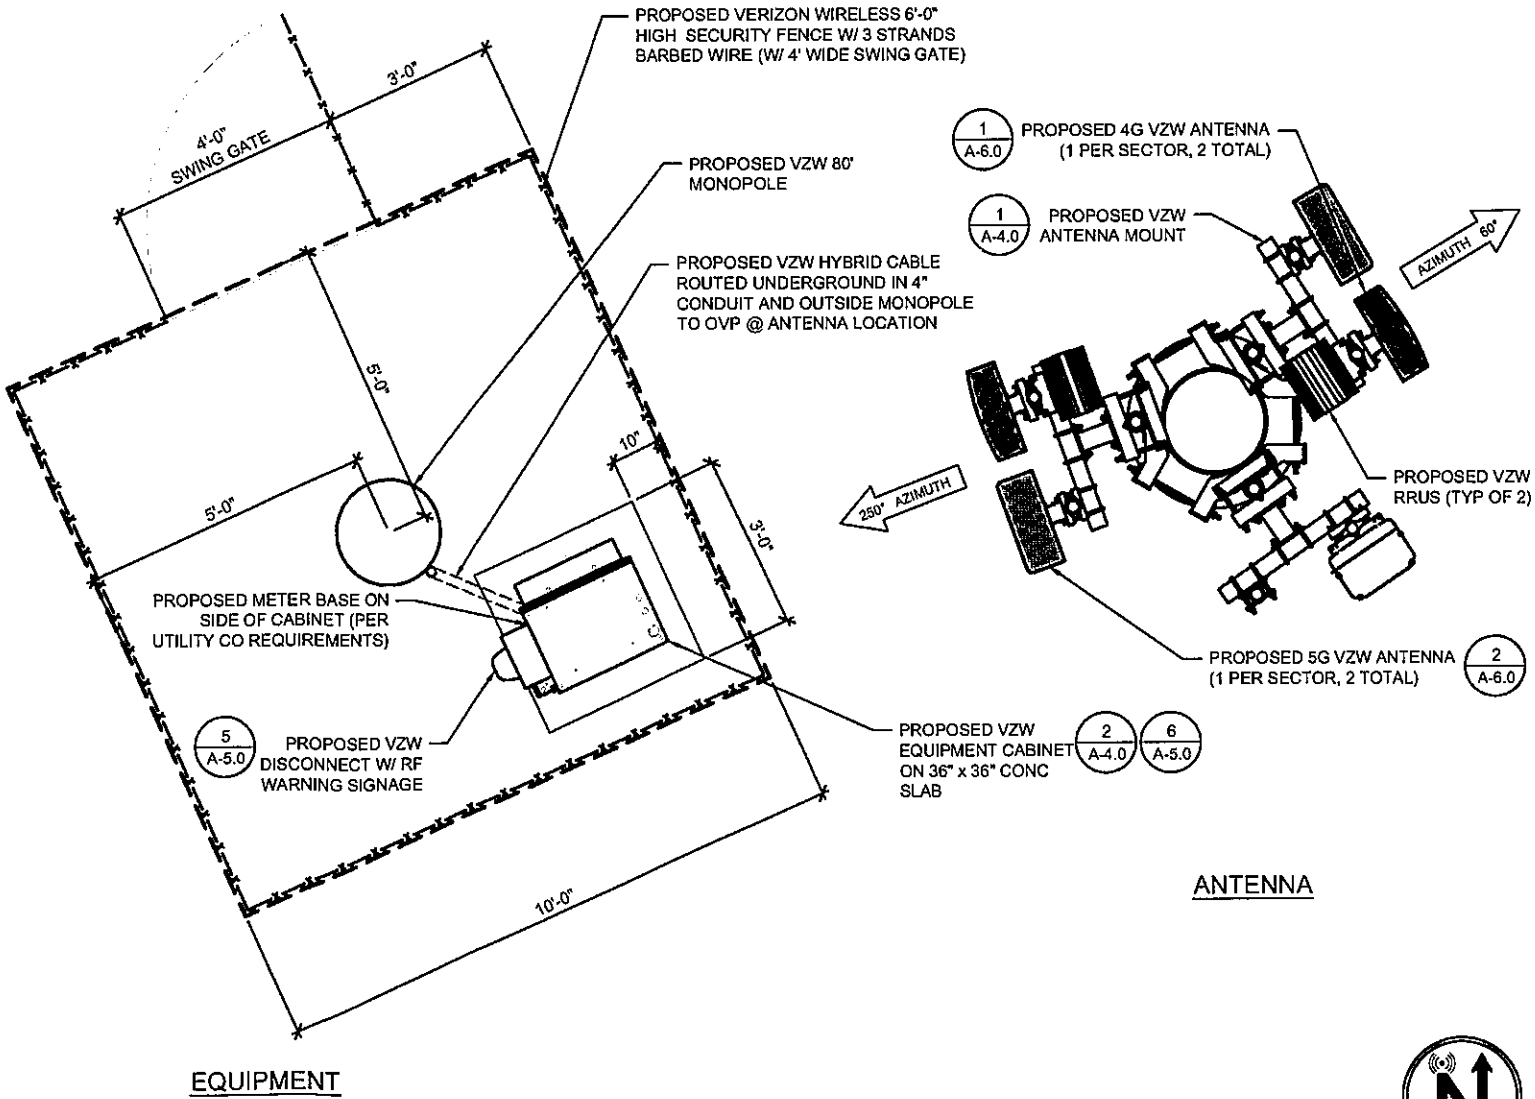 PROPOSED VERIZON WIRELESS 6'-0"
HIGH SECURITY FENCE W/ 3 STRANDS
BARBED WIRE (W/ 4' WIDE SWING GATE)
3'-0"
4'-0"
SWING GATE
PROPOSED VZW 80'
MONOPOLE
PROPOSED VZW HYBRID CABLE
ROUTED UNDERGROUND IN 4"
CONDUIT AND OUTSIDE MONOPOLE
TO OVP @ ANTENNA LOCATION
5'-0"
5'-0"
10"
3'-0"
PROPOSED METER BASE ON
SIDE OF CABINET (PER
UTILITY CO REQUIREMENTS)
5
A-5.0
PROPOSED VZW
DISCONNECT W/ RF
WARNING SIGNAGE
PROPOSED VZW
EQUIPMENT CABINET
ON 36" x 36" CONC
SLAB
2
A-4.0
6
A-5.0
10'-0"
EQUIPMENT
1
A-6.0
PROPOSED 4G VZW ANTENNA
(1 PER SECTOR, 2 TOTAL)
1
A-4.0
PROPOSED VZW
ANTENNA MOUNT
AZIMUTH 60°
250° AZIMUTH
PROPOSED VZW
RRUS (TYP OF 2)
PROPOSED 5G VZW ANTENNA
(1 PER SECTOR, 2 TOTAL)
2
A-6.0
ANTENNA
N